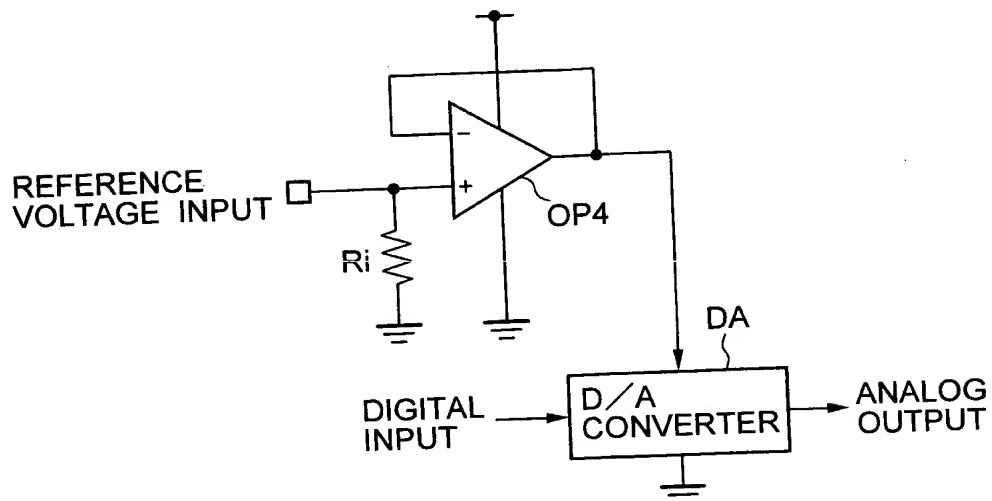 REFERENCE
VOLTAGE INPUT
−
+
OP4
Ri
DA
DIGITAL
INPUT
D/A
CONVERTER
ANALOG
OUTPUT